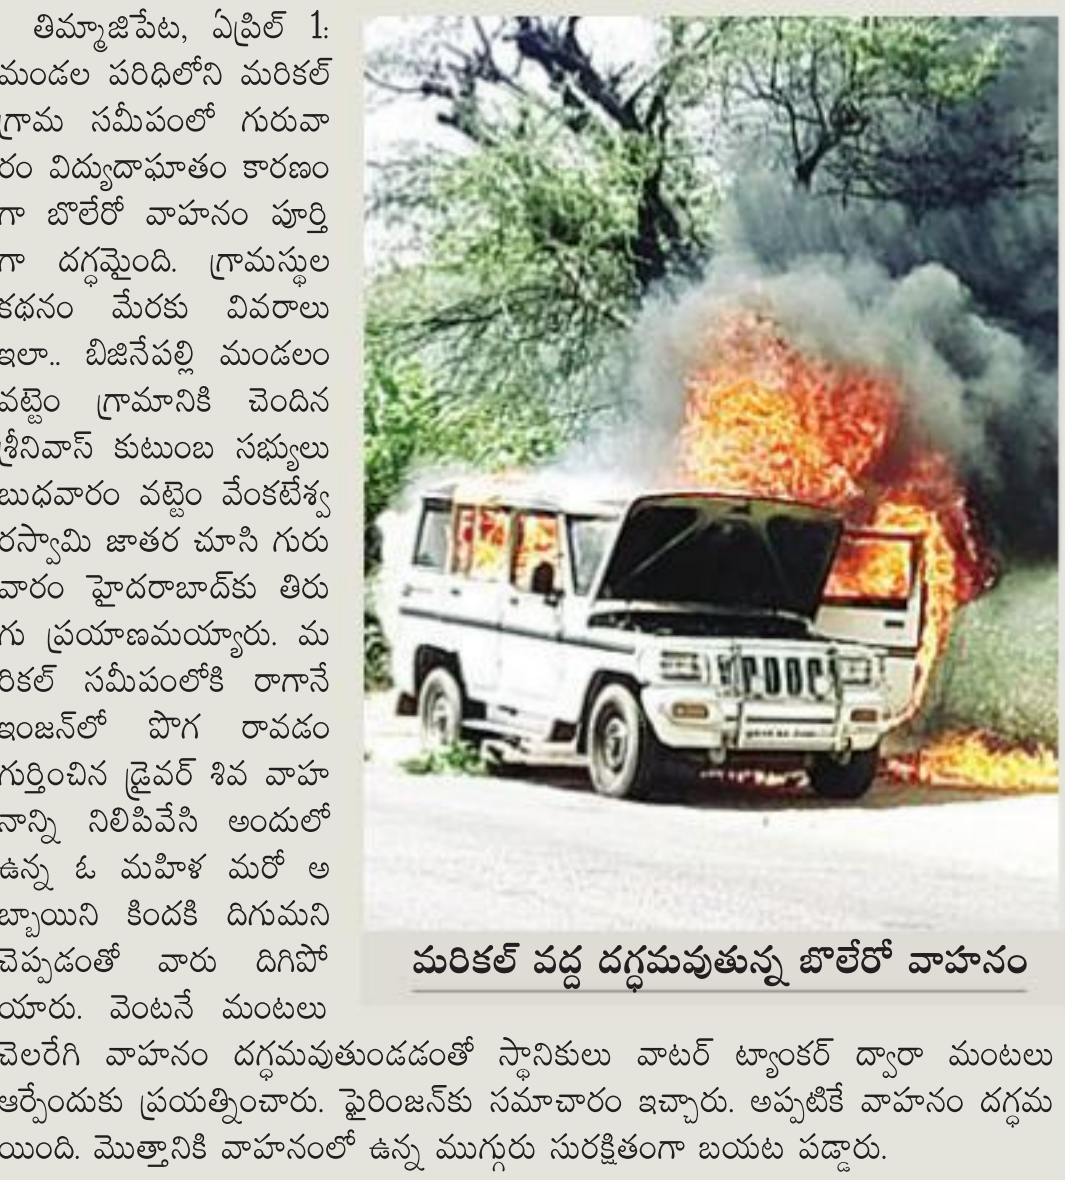 తిమ్మాజిపేట, ఏప్రిల్ 1:
మండల పరిధిలోని మరికల్
గ్రామ సమీపంలో గురువా
రం విద్యుదాఘాతం కారణం
గా బొలేరో వాహనం పూర్తి
గా దగ్ధమైంది. గ్రామస్థుల
కథనం మేరకు వివరాలు
ఇలా.. బిజినేపల్లి మండలం
వట్టెం గ్రామానికి చెందిన
శ్రీనివాస్ కుటుంబ సభ్యులు
బుధవారం వట్టెం వేంకటేశ్వ
రస్వామి జాతర చూసి గురు
వారం హైదరాబాద్‌కు తిరు
గు ప్రయాణమయ్యారు. మ
రికల్ సమీపంలోకి రాగానే
ఇంజన్‌లో పొగ రావడం
గుర్తించిన డ్రైవర్ శివ వాహ
నాన్ని నిలిపివేసి అందులో
ఉన్న ఓ మహిళ మరో అ
బ్బాయిని కిందకి దిగుమని
చెప్పడంతో వారు దిగిపో
యారు. వెంటనే మంటలు
చెలరేగి వాహనం దగ్ధమవుతుండడంతో స్థానికులు వాటర్ ట్యాంకర్ ద్వారా మంటలు
ఆర్పేందుకు ప్రయత్నించారు. ఫైరింజన్‌కు సమాచారం ఇచ్చారు. అప్పటికే వాహనం దగ్ధమ
యింది. మొత్తానికి వాహనంలో ఉన్న ముగ్గురు సురక్షితంగా బయట పడ్డారు.
మరికల్ వద్ద దగ్ధమవుతున్న బొలేరో వాహనం